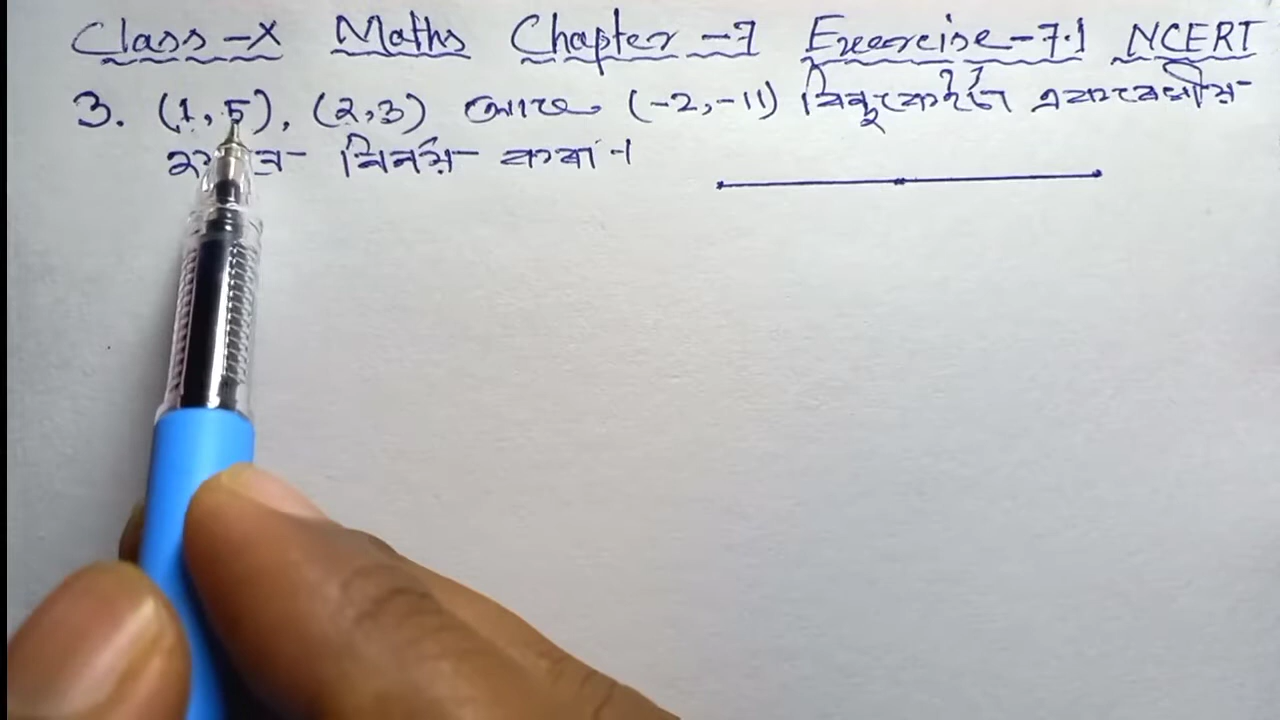 Class-X Maths Chapter-7 Exercise-7.1 NCERT
3. (1,5), (2,3) আৰু (-2,-11) বিন্দুকেইটা একৰেখীয়
নিৰ্ণয় কৰা।